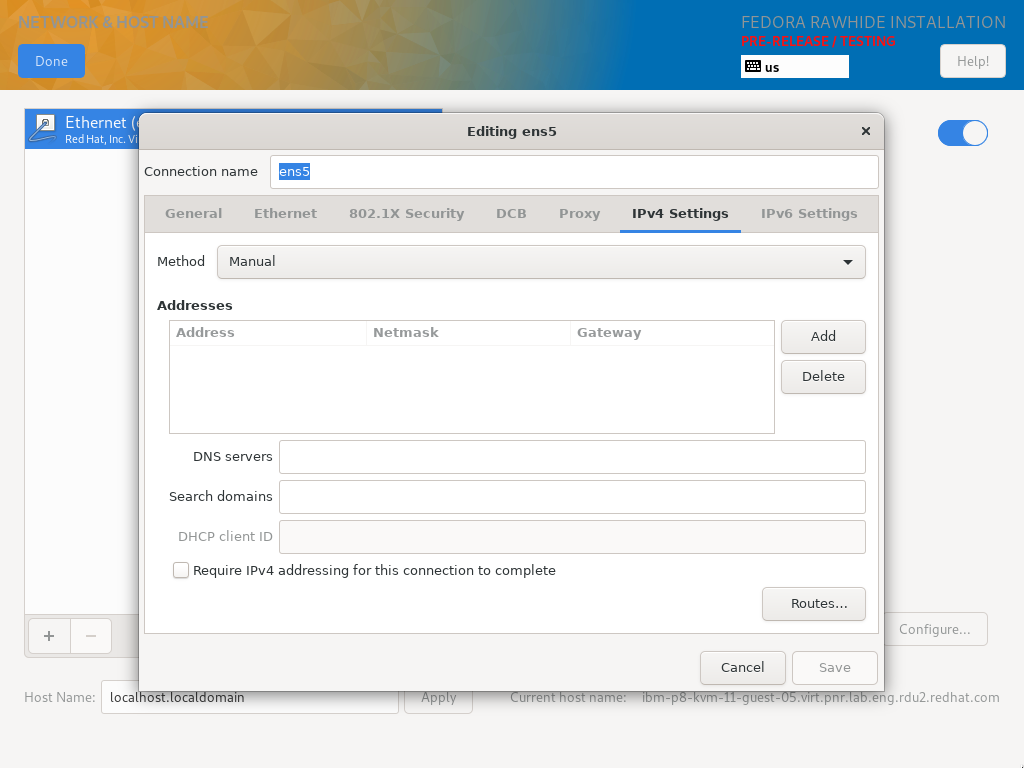 NETWORK & HOST NAME
FEDORA RAWHIDE INSTALLATION
PRE-RELEASE / TESTING
Done
us
Help!
Ethernet (
Red Hat, Inc. Vi
Editing ens5
Connection name ens5
General Ethernet 802.1X Security DCB Proxy IPv4 Settings IPv6 Settings
Method Manual
Addresses
Address Netmask Gateway
Add
Delete
DNS servers
Search domains
DHCP client ID
Require IPv4 addressing for this connection to complete
Routes...
+ −
Configure...
Cancel Save
Host Name: localhost.localdomain Apply Current host name: ibm-p8-kvm-11-guest-05.virt.pnr.lab.eng.rdu2.redhat.com